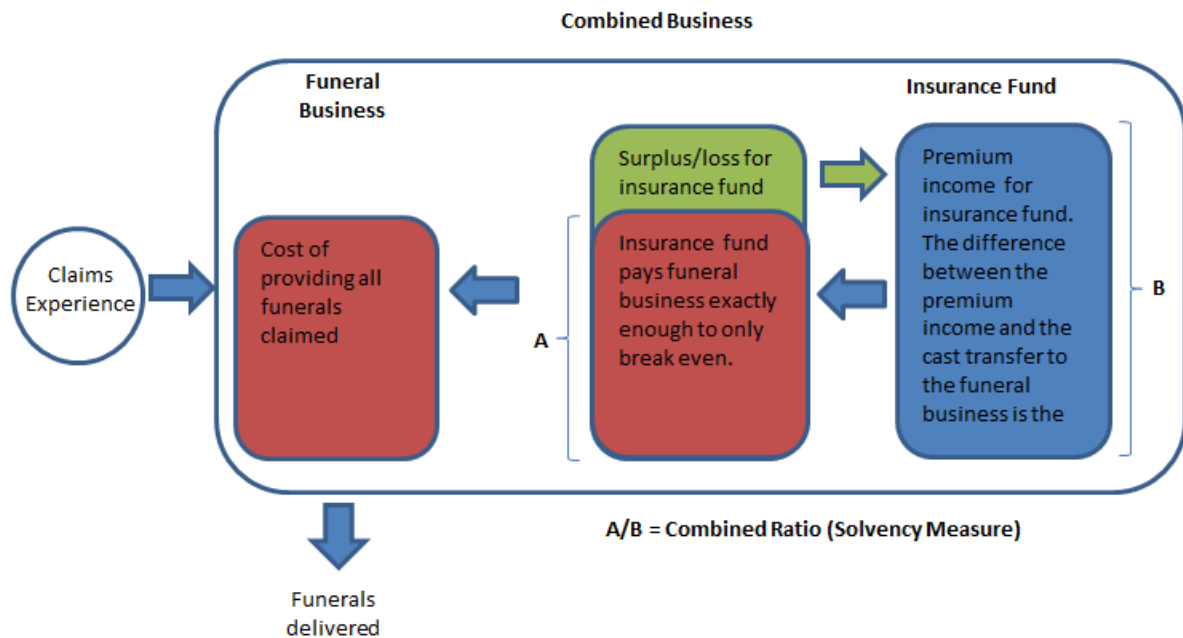 Combined Business
Funeral
Business
Insurance Fund
Claims
Experience
Cost of
providing all
funerals
claimed
Surplus/loss for
insurance fund
Insurance fund
pays funeral
business exactly
enough to only
break even.
A
Premium
income for
insurance fund.
The difference
between the
premium
income and the
cast transfer to
the funeral
business is the
B
A/B = Combined Ratio (Solvency Measure)
Funerals
delivered